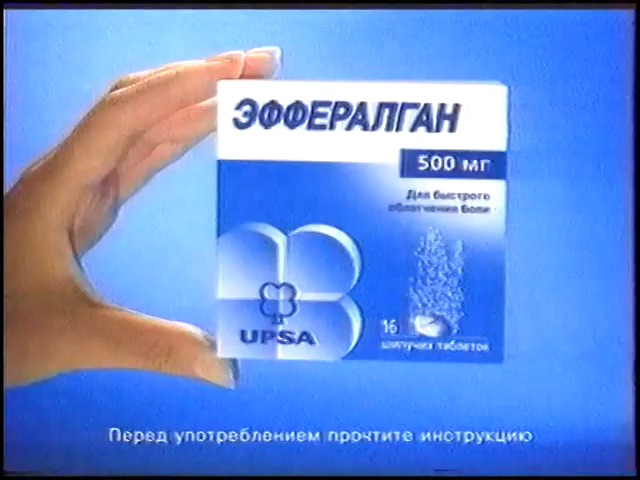 ЭФФЕРАЛГАН
500 мг
Для быстрого
облегчения боли
UPSA
16
шипучих таблеток
Перед употреблением прочтите инструкцию